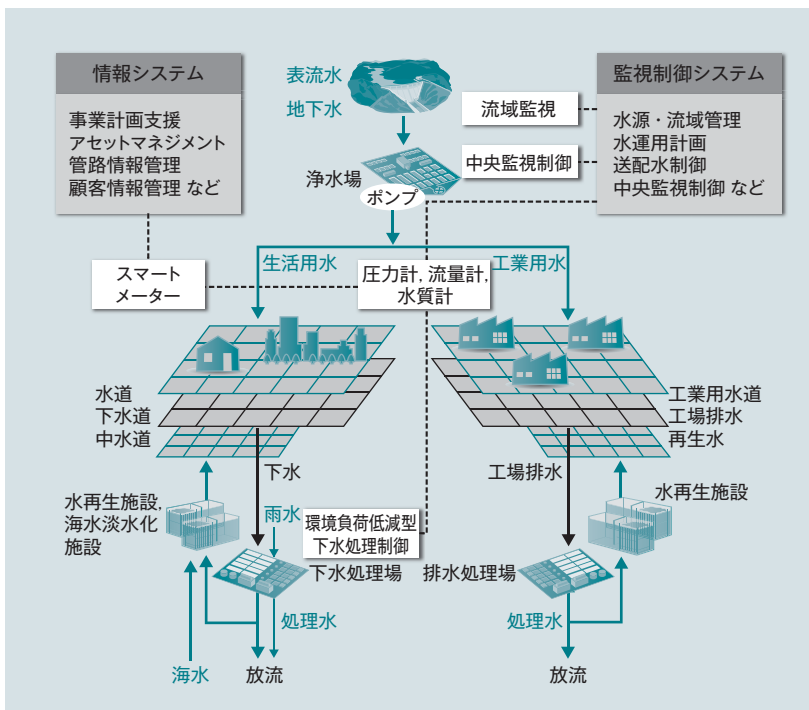 情報システム
事業計画支援
アセットマネジメント
管路情報管理
顧客情報管理 など
表流水
地下水
浄水場
ポンプ
流域監視
中央監視制御
監視制御システム
水源・流域管理
水運用計画
送配水制御
中央監視制御 など
スマート
メーター
生活用水
圧力計, 流量計,
水質計
工業用水
水道
下水道
中水道
工業用水道
工場排水
再生水
下水
工場排水
水再生施設,
海水淡水化
施設
雨水
環境負荷低減型
下水処理制御
水再生施設
下水処理場
排水処理場
処理水
処理水
海水
放流
放流